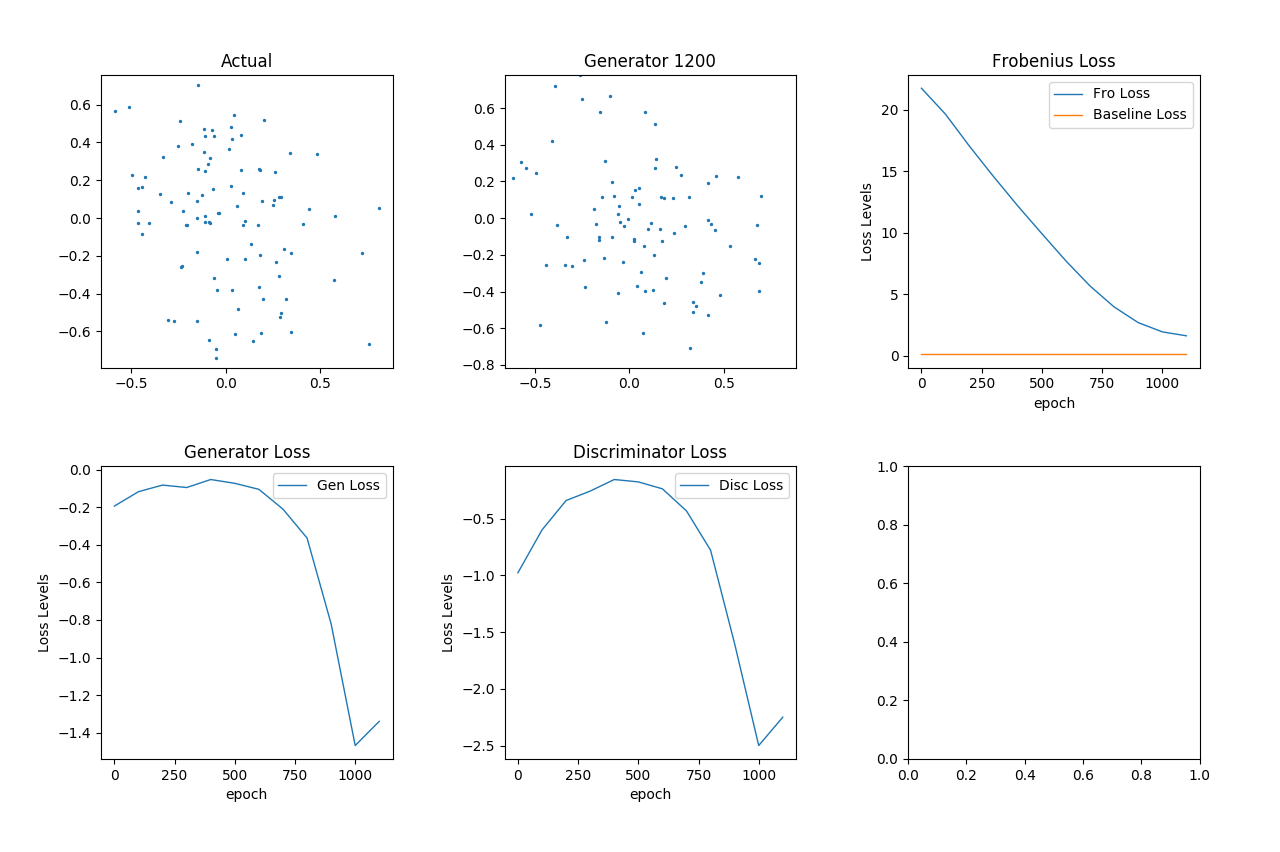 Actual
0.6
0.4
0.2
0.0
−0.2
−0.4
−0.6
−0.5 0.0 0.5
Generator 1200
0.6
0.4
0.2
0.0
−0.2
−0.4
−0.6
−0.8
−0.5 0.0 0.5
Frobenius Loss
Fro Loss
Baseline Loss
Loss Levels
20
15
10
5
0
0 250 500 750 1000
epoch
Generator Loss
Gen Loss
Loss Levels
0.0
−0.2
−0.4
−0.6
−0.8
−1.0
−1.2
−1.4
0 250 500 750 1000
epoch
Discriminator Loss
Disc Loss
Loss Levels
−0.5
−1.0
−1.5
−2.0
−2.5
0 250 500 750 1000
epoch
1.0
0.8
0.6
0.4
0.2
0.0
0.0 0.2 0.4 0.6 0.8 1.0